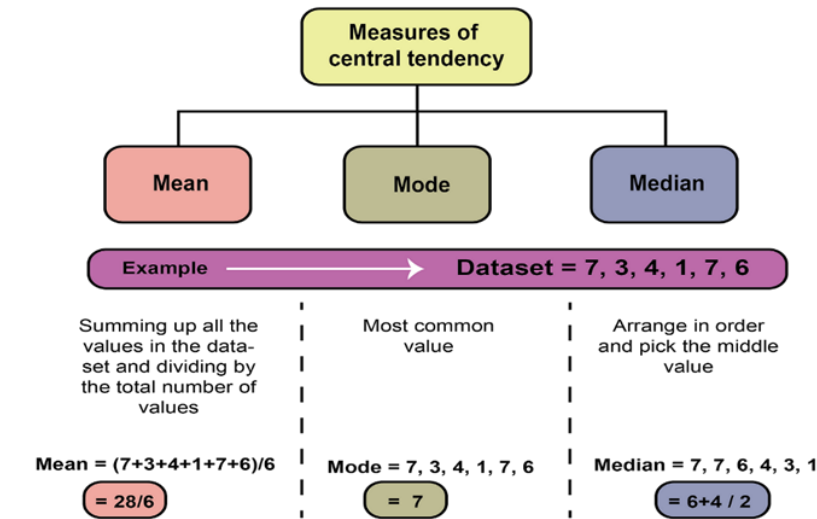 Measures of
central tendency
Mean
Mode
Median
Example
Dataset = 7, 3, 4, 1, 7, 6
Summing up all the
values in the data-
set and dividing by
the total number of
values
Mean = (7+3+4+1+7+6)/6
= 28/6
Most common
value
Mode = 7, 3, 4, 1, 7, 6
= 7
Arrange in order
and pick the middle
value
Median = 7, 7, 6, 4, 3, 1
= 6+4 / 2